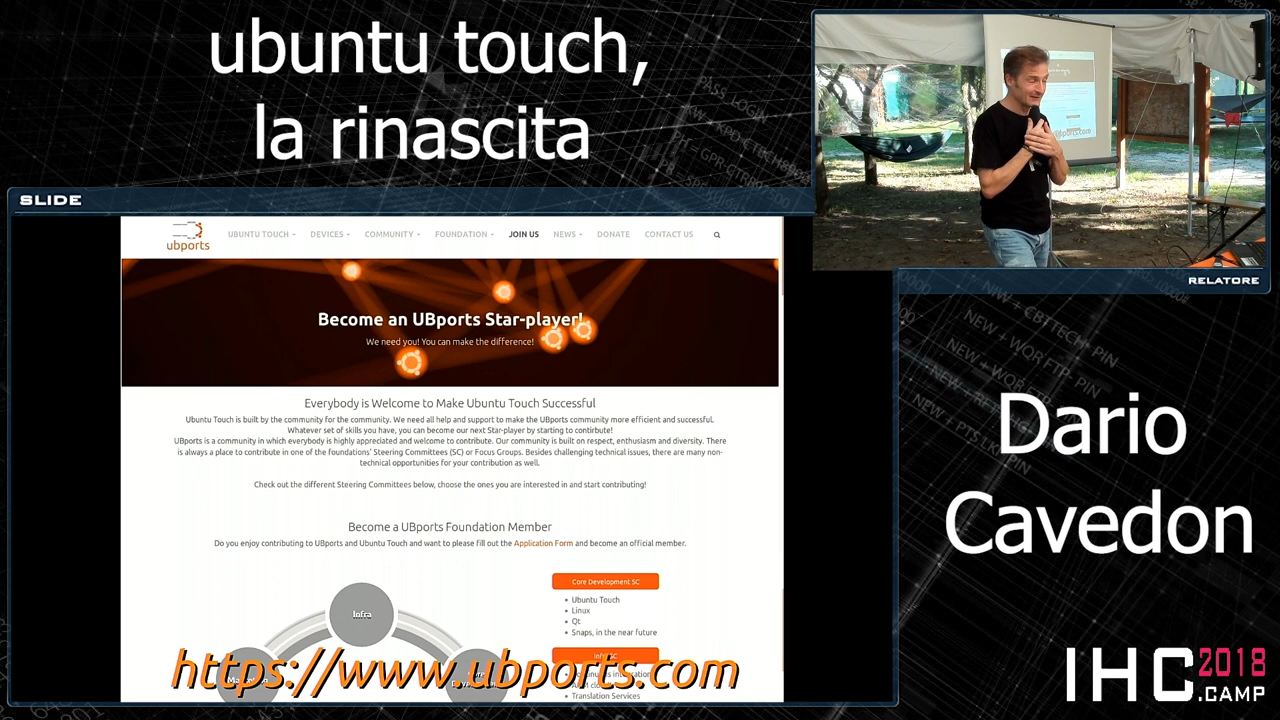 ubuntu touch,
la rinascita
SLIDE
RELATORE
ubports
UBUNTU TOUCH
DEVICES
COMMUNITY
FOUNDATION
JOIN US
NEWS
DONATE
CONTACT US
Become an UBports Star-player!
We need you! You can make the difference!
Everybody is Welcome to Make Ubuntu Touch Successful
Ubuntu Touch is built by the community for the community. We need all help and support to make the UBports community more efficient and successful.
Whatever set of skills you have, you can become our next Star-player by starting to contribute!
UBports is a community in which everybody is highly appreciated and welcome to contribute. Our community is built on respect, enthusiasm and diversity. There
is always a place to contribute in one of the foundations' Steering Committees (SC) or Focus Groups. Besides challenging technical issues, there are many non-
technical opportunities for your contribution as well.
Check out the different Steering Committees below, choose the ones you are interested in and start contributing!
Become a UBports Foundation Member
Do you enjoy contributing to UBports and Ubuntu Touch and want to please fill out the Application Form and become an official member.
Infra
Core Development SC
Ubuntu Touch
Linux
Qt
Snaps, in the near future
Translation Services
https://www.ubports.com
Dario
Cavedon
IHC 2018
.CAMP